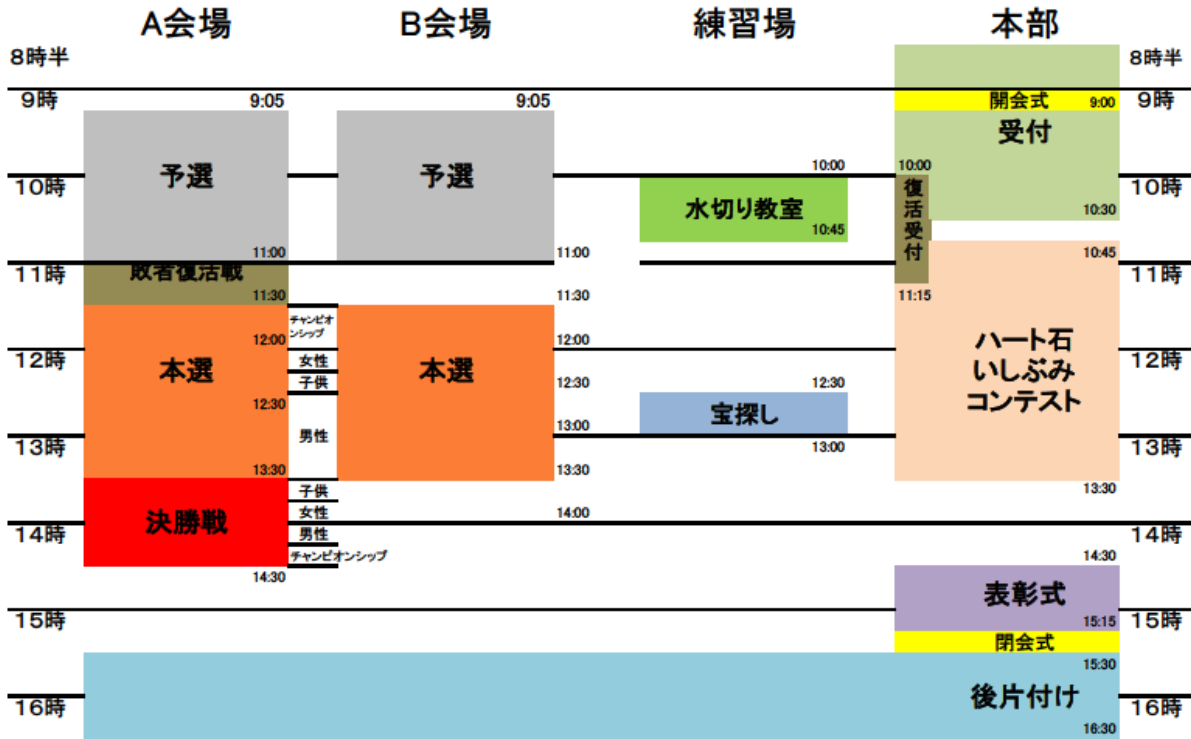 A会場
B会場
練習場
本部
8時半
8時半
9時
9:05
9:05
開会式
9:00
9時
受付
予選
予選
10:00
10:00
10時
10時
復活受付
水切り教室
10:30
10:45
11:00
11:00
10:45
11時
敗者復活戦
11時
11:30
11:30
11:15
チャンピオ
ンシップ
12:00
12:00
ハート石
いしぶみ
コンテスト
12時
女性
12時
本選
本選
子供
12:30
12:30
12:30
宝探し
男性
13:00
13時
13:00
13時
13:30
13:30
13:30
子供
決勝戦
女性
14:00
14時
男性
14時
チャンピオンシップ
14:30
14:30
表彰式
15時
15:15
15時
閉会式
15:30
後片付け
16時
16時
16:30